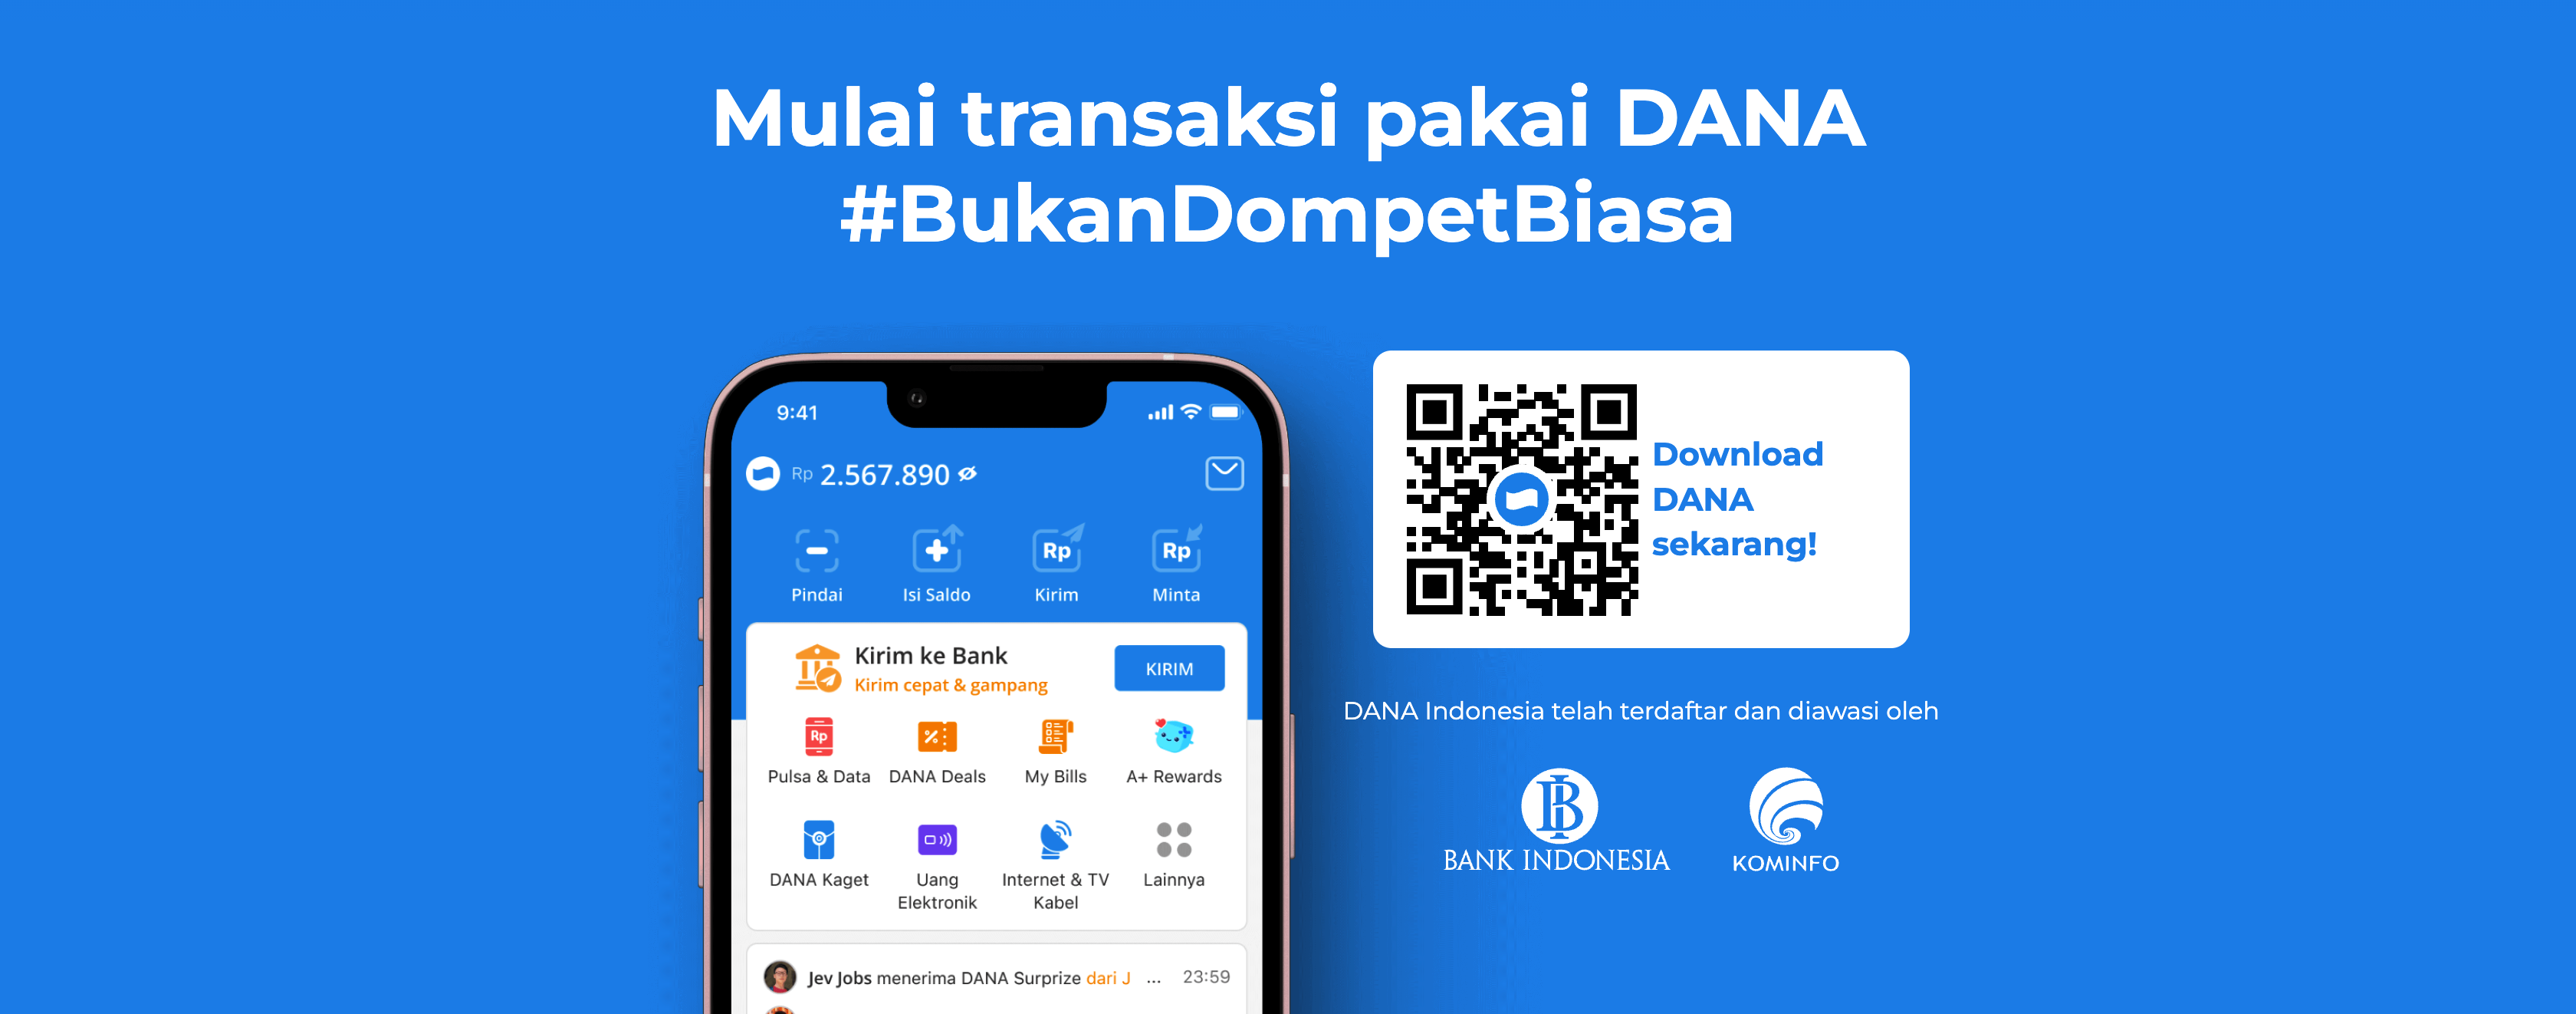 Mulai transaksi pakai DANA
#BukanDompetBiasa
9:41
Rp 2.567.890
Pindai
Isi Saldo
Rp
Kirim
Rp
Minta
Kirim ke Bank
Kirim cepat & gampang
KIRIM
Rp
Pulsa & Data
DANA Deals
My Bills
A+ Rewards
DANA Kaget
Uang
Elektronik
Internet & TV
Kabel
Lainnya
Jev Jobs menerima DANA Surprize dari J ... 23:59
Download
DANA
sekarang!
DANA Indonesia telah terdaftar dan diawasi oleh
BANK INDONESIA
KOMINFO